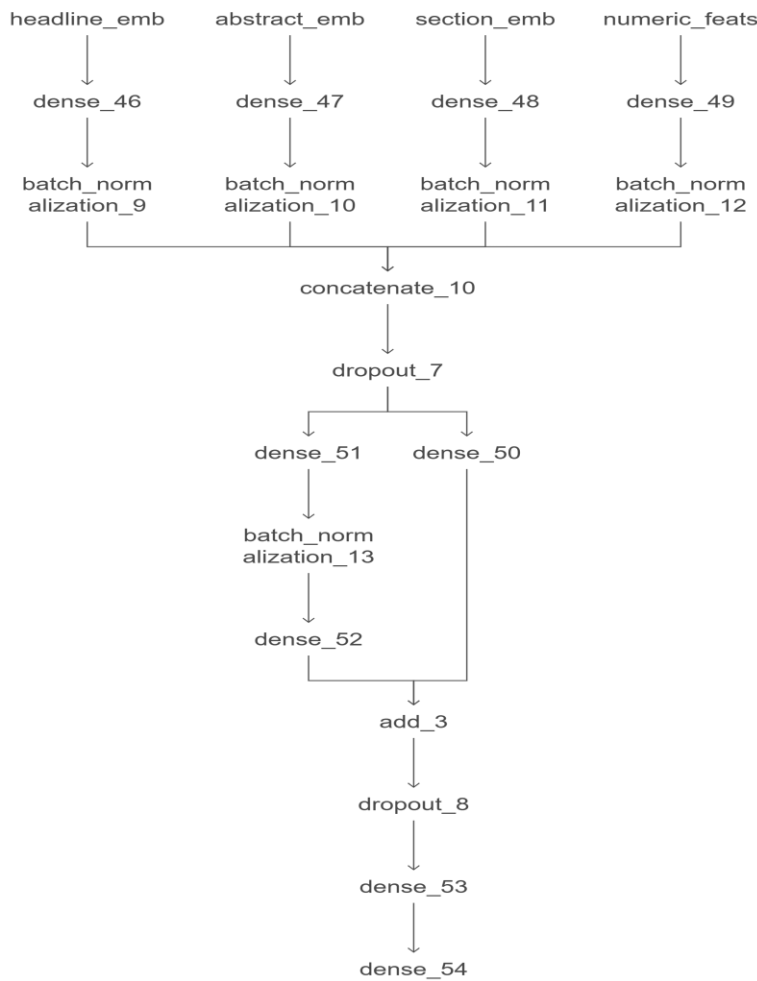 headline_emb abstract_emb section_emb numeric_feats
dense_46 dense_47 dense_48 dense_49
batch_norm batch_norm batch_norm batch_norm
alization_9 alization_10 alization_11 alization_12
concatenate_10
dropout_7
dense_51 dense_50
batch_norm
alization_13
dense_52
add_3
dropout_8
dense_53
dense_54